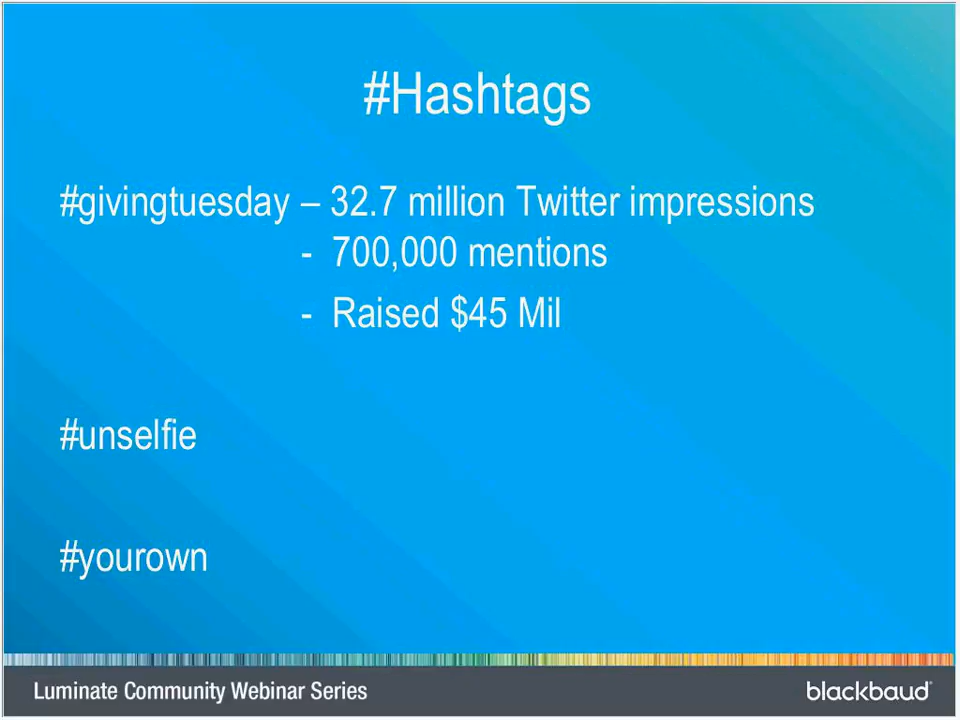 #Hashtags
#givingtuesday – 32.7 million Twitter impressions
- 700,000 mentions
- Raised $45 Mil
#unselfie
#yourown
Luminate Community Webinar Series
blackbaud®